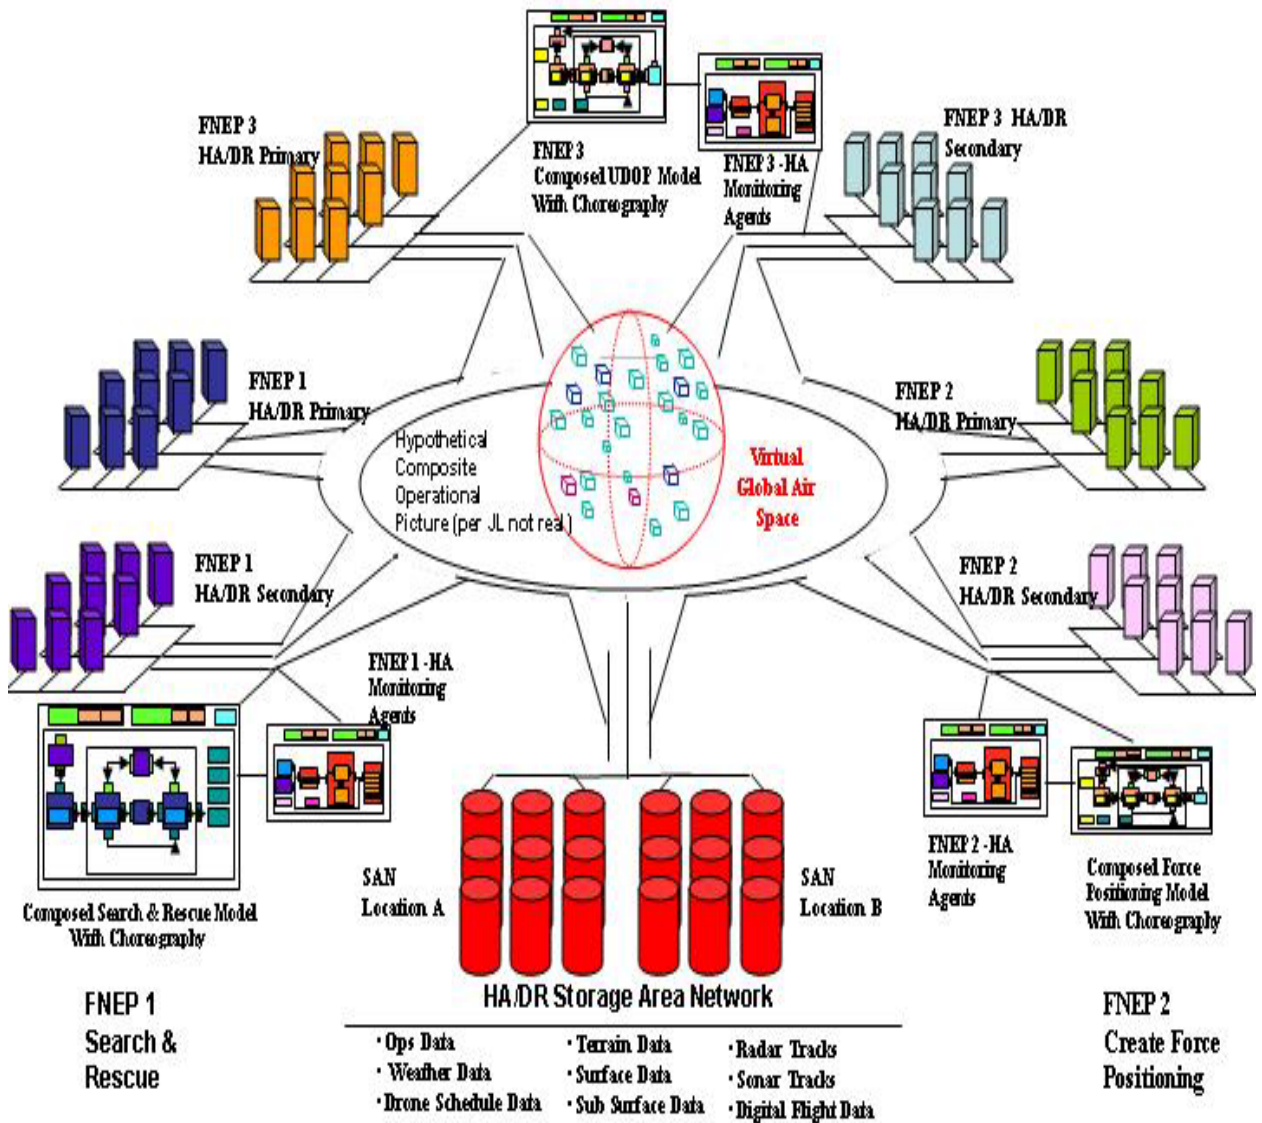 FNEP 3
HA/DR Primary
FNEP 3
Composed UDOP Model
With Choreography
FNEP 3 -HA
Monitoring
Agents
FNEP 3 HA/DR
Secondary
FNEP 1
HA/DR Primary
Hypothetical
Composite
Operational
Picture (per JL not real )
Virtual
Global Air
Space
FNEP 2
HA/DR Primary
FNEP 1
HA/DR Secondary
FNEP 2
HA/DR Secondary
FNEP 1 -HA
Monitoring
Agents
Composed Search & Rescue Model
With Choreography
SAN
Location A
SAN
Location B
FNEP 2 -HA
Monitoring
Agents
Composed Force
Positioning Model
With Choreography
HA/DR Storage Area Network
FNEP 1
Search &
Rescue
FNEP 2
Create Force
Positioning
· Ops Data
· Weather Data
· Drone Schedule Data
· Terrain Data
· Surface Data
· Sub Surface Data
· Radar Tracks
· Sonar Tracks
· Digital Flight Data